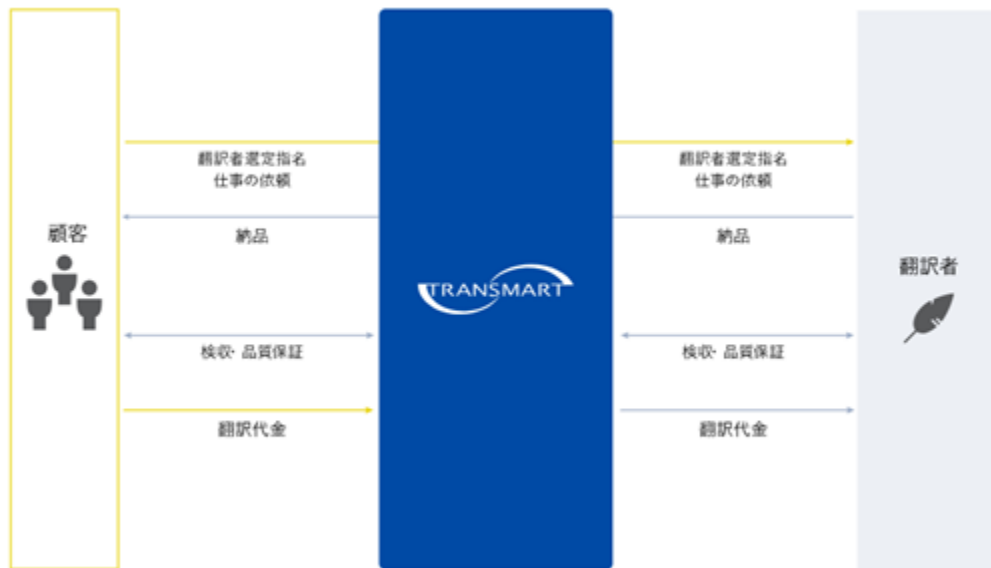 翻訳者選定指名
仕事の依頼
翻訳者選定指名
仕事の依頼
納品
納品
顧客
翻訳者
TRANSMART
検収・品質保証
検収・品質保証
翻訳代金
翻訳代金